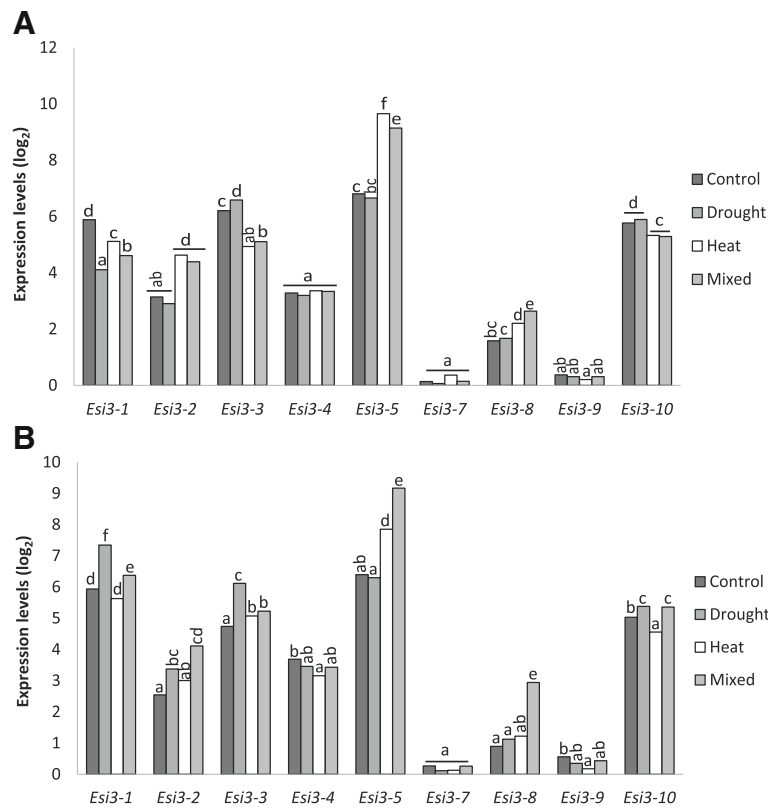 A
Expression levels (log2)
12
10
8
6
4
2
0
d a c b
ab d
c d ab b
a
c bc f e
a
bc c d e
ab ab a ab
d c
Esi3-1 Esi3-2 Esi3-3 Esi3-4 Esi3-5 Esi3-7 Esi3-8 Esi3-9 Esi3-10
Control
Drought
Heat
Mixed
B
Expression levels (log2)
10
9
8
7
6
5
4
3
2
1
0
d f d e
a bc ab cd
a c b b
b ab a ab
ab a d e
a
a a ab e
b ab a ab
b c a c
Esi3-1 Esi3-2 Esi3-3 Esi3-4 Esi3-5 Esi3-7 Esi3-8 Esi3-9 Esi3-10
Control
Drought
Heat
Mixed